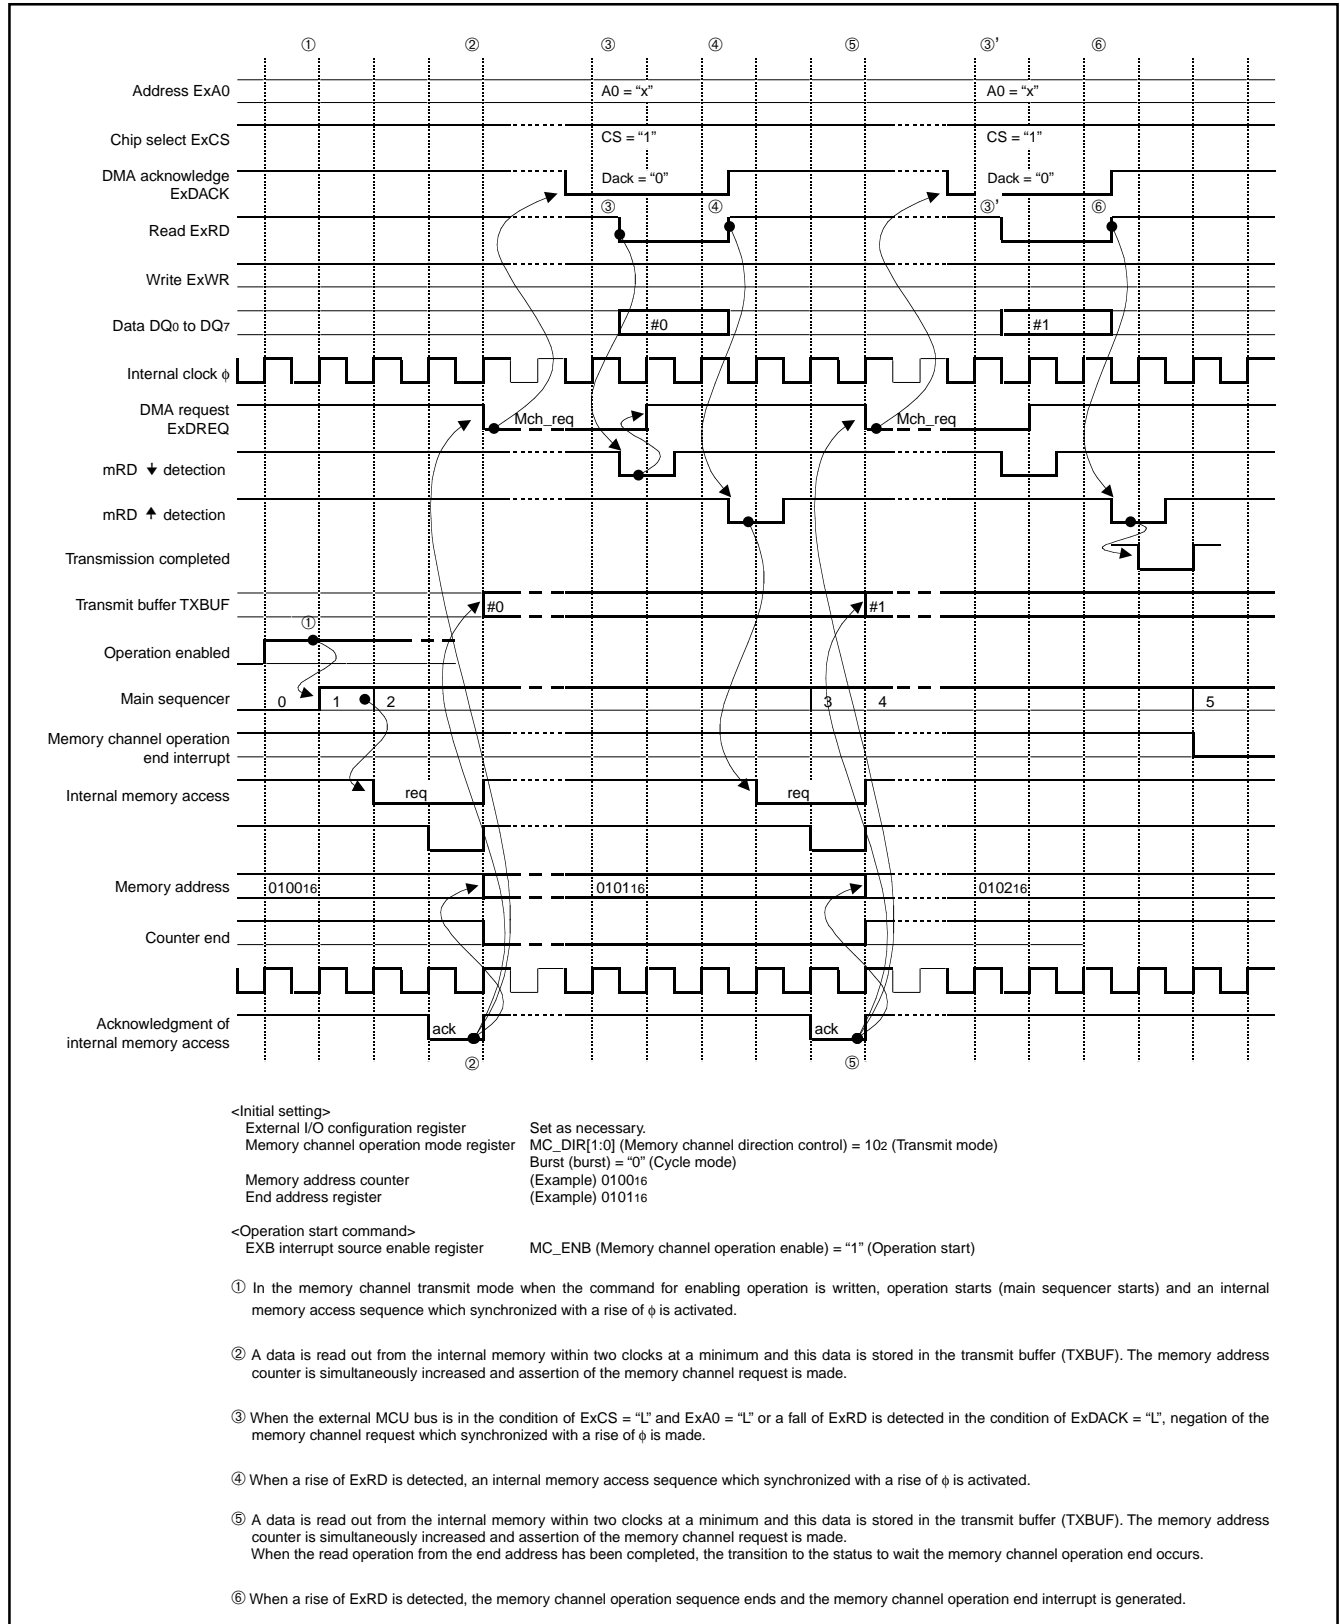 ① ② ③ ④ ⑤ ③’ ⑥
Address ExA0 A0 = “x” A0 = “x”
Chip select ExCS CS = “1” CS = “1”
DMA acknowledge
ExDACK Dack = “0” Dack = “0”
③ ④ ③’ ⑥
Read ExRD
Write ExWR
Data DQ0 to DQ7 #0 #1
Internal clock ϕ
DMA request
ExDREQ Mch_req Mch_req
mRD ↓ detection
mRD ↑ detection
Transmission completed
Transmit buffer TXBUF #0 #1
①
Operation enabled
Main sequencer 0 1 2 3 4 5
Memory channel operation
end interrupt
Internal memory access req req
Memory address 010016 010116 010216
Counter end
Acknowledgment of
internal memory access ack ack
② ⑤
<Initial setting>
External I/O configuration register Set as necessary.
Memory channel operation mode register MC_DIR[1:0] (Memory channel direction control) = 102 (Transmit mode)
Burst (burst) = “0” (Cycle mode)
Memory address counter (Example) 010016
End address register (Example) 010116
<Operation start command>
EXB interrupt source enable register MC_ENB (Memory channel operation enable) = “1” (Operation start)
① In the memory channel transmit mode when the command for enabling operation is written, operation starts (main sequencer starts) and an internal
memory access sequence which synchronized with a rise of ϕ is activated.
② A data is read out from the internal memory within two clocks at a minimum and this data is stored in the transmit buffer (TXBUF). The memory address
counter is simultaneously increased and assertion of the memory channel request is made.
③ When the external MCU bus is in the condition of ExCS = “L” and ExA0 = “L” or a fall of ExRD is detected in the condition of ExDACK = “L”, negation of the
memory channel request which synchronized with a rise of ϕ is made.
④ When a rise of ExRD is detected, an internal memory access sequence which synchronized with a rise of ϕ is activated.
⑤ A data is read out from the internal memory within two clocks at a minimum and this data is stored in the transmit buffer (TXBUF). The memory address
counter is simultaneously increased and assertion of the memory channel request is made.
When the read operation from the end address has been completed, the transition to the status to wait the memory channel operation end occurs.
⑥ When a rise of ExRD is detected, the memory channel operation sequence ends and the memory channel operation end interrupt is generated.